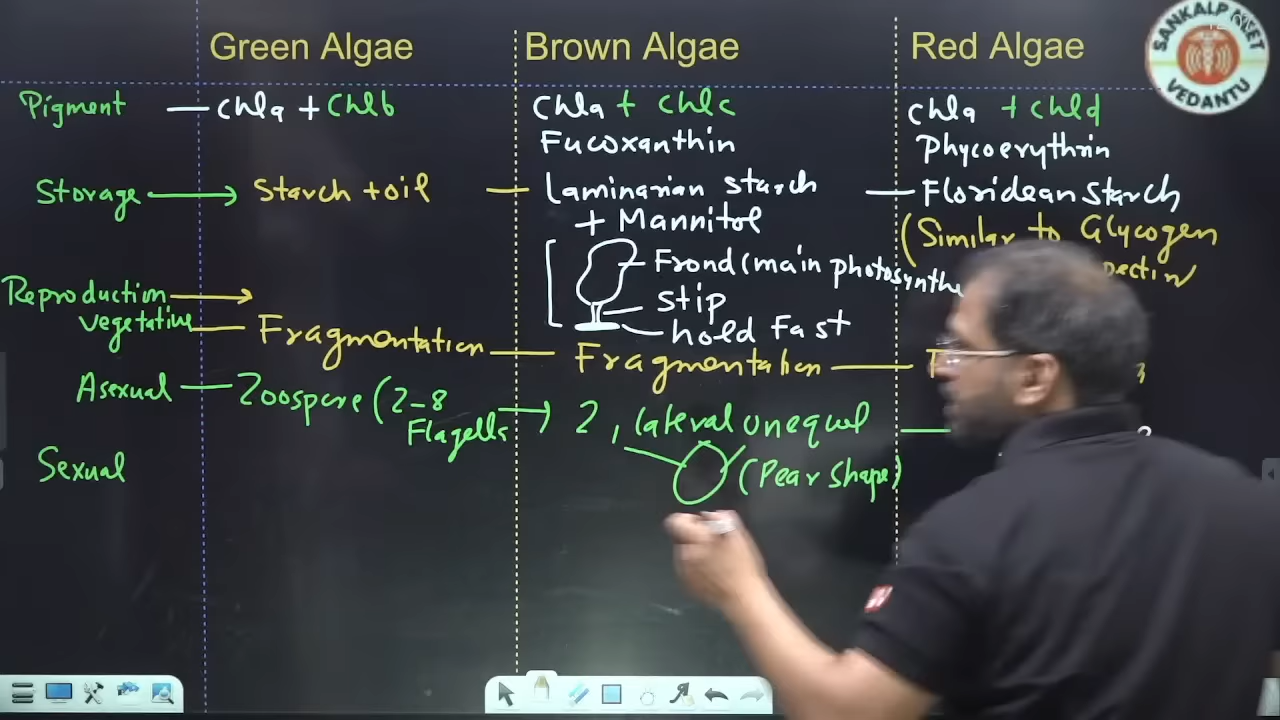 Green Algae
Brown Algae
Red Algae
SANKALP NEET
VEDANTU
Pigment — Chla + Chlb
Chla + Chlc
Chla + Chld
Fucoxanthin
Phycoerythrin
Storage → Starch + oil
Laminarian starch
Floridean Starch
+ Mannitol
(Similar to Glycogen
pectin
Frond (main photosynthe
Stip
hold Fast
Reproduction →
vegetative — Fragmentation — Fragmentation —
Asexual — Zoospore (2-8
Flagells
2, lateral unequal
(Pear shape)
Sexual